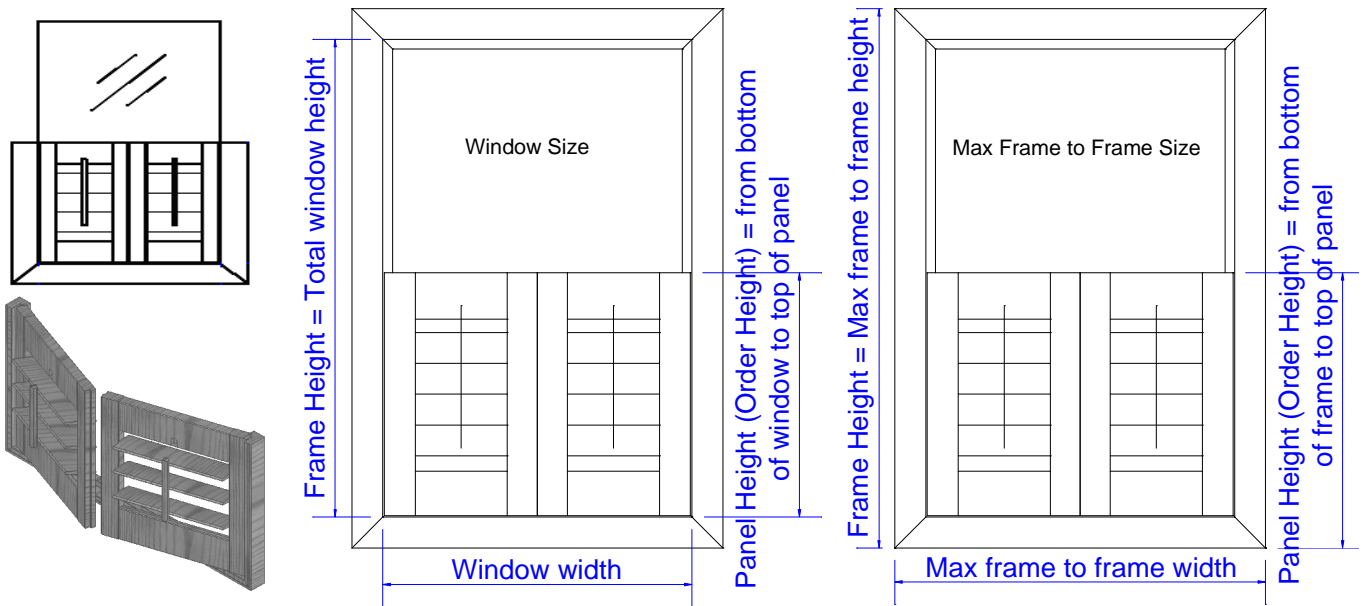 Frame Height = Total window height
Window Size
Panel Height (Order Height) = from bottom
of window to top of panel
Window width
Frame Height = Max frame to frame height
Max Frame to Frame Size
Panel Height (Order Height) = from bottom
of frame to top of panel
Max frame to frame width